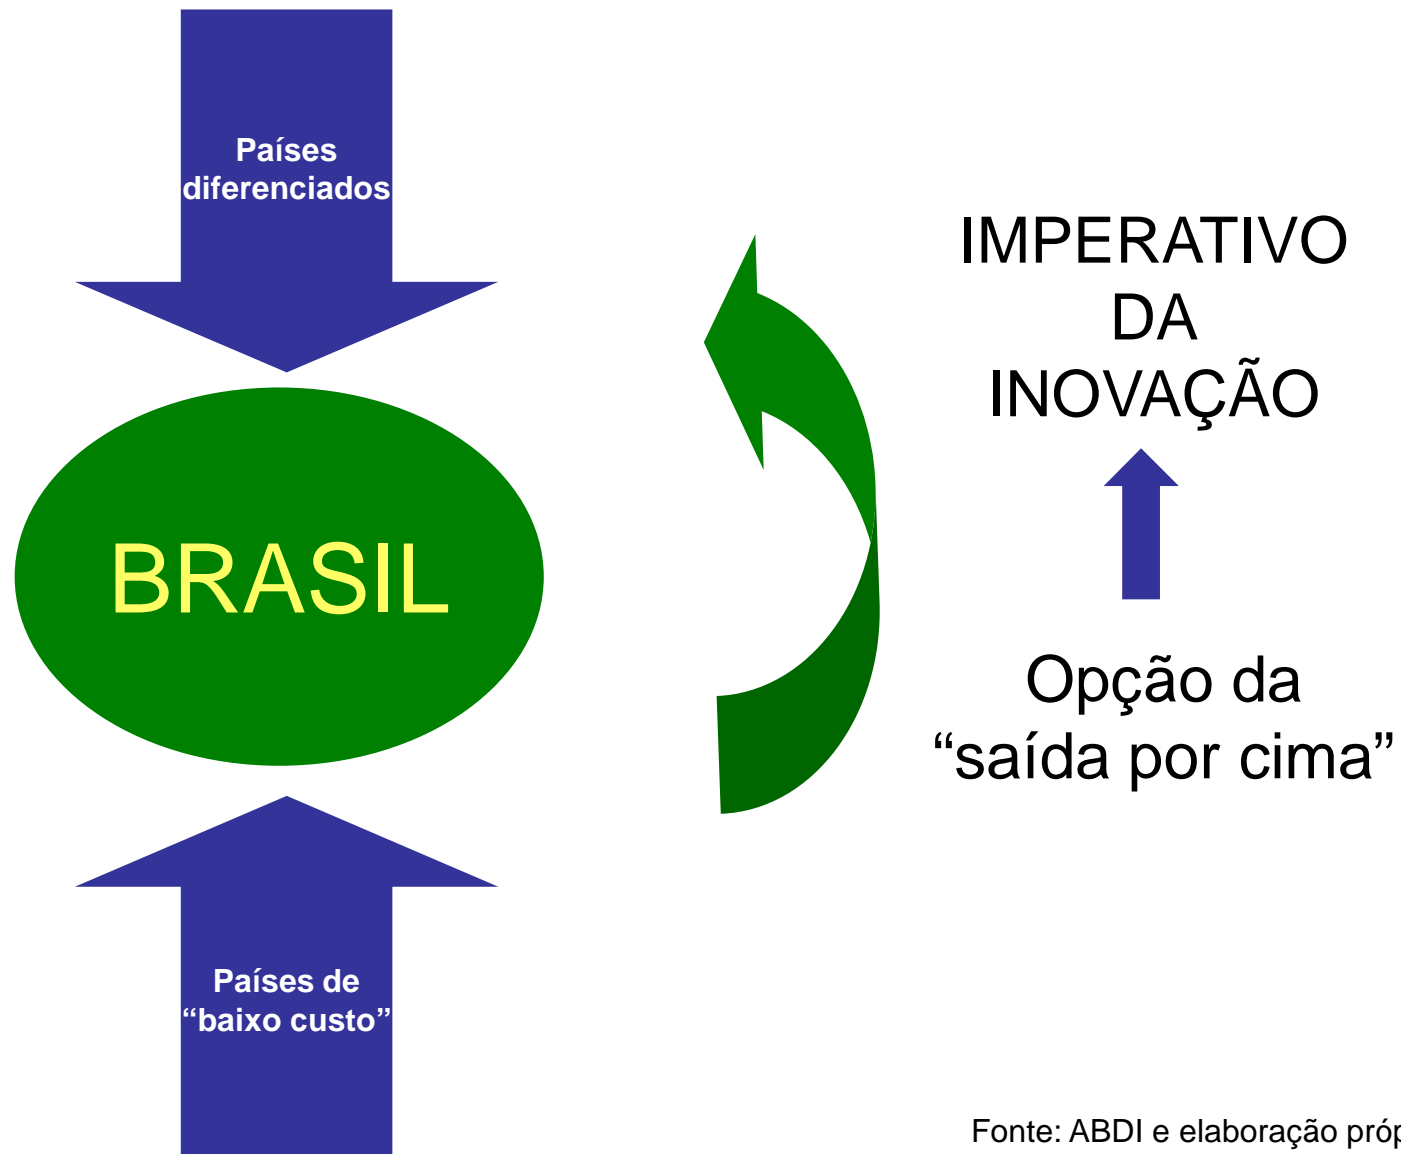 Países
diferenciados
BRASIL
Países de
“baixo custo”
IMPERATIVO
DA
INOVAÇÃO
Opção da
“saída por cima”
Fonte: ABDI e elaboração